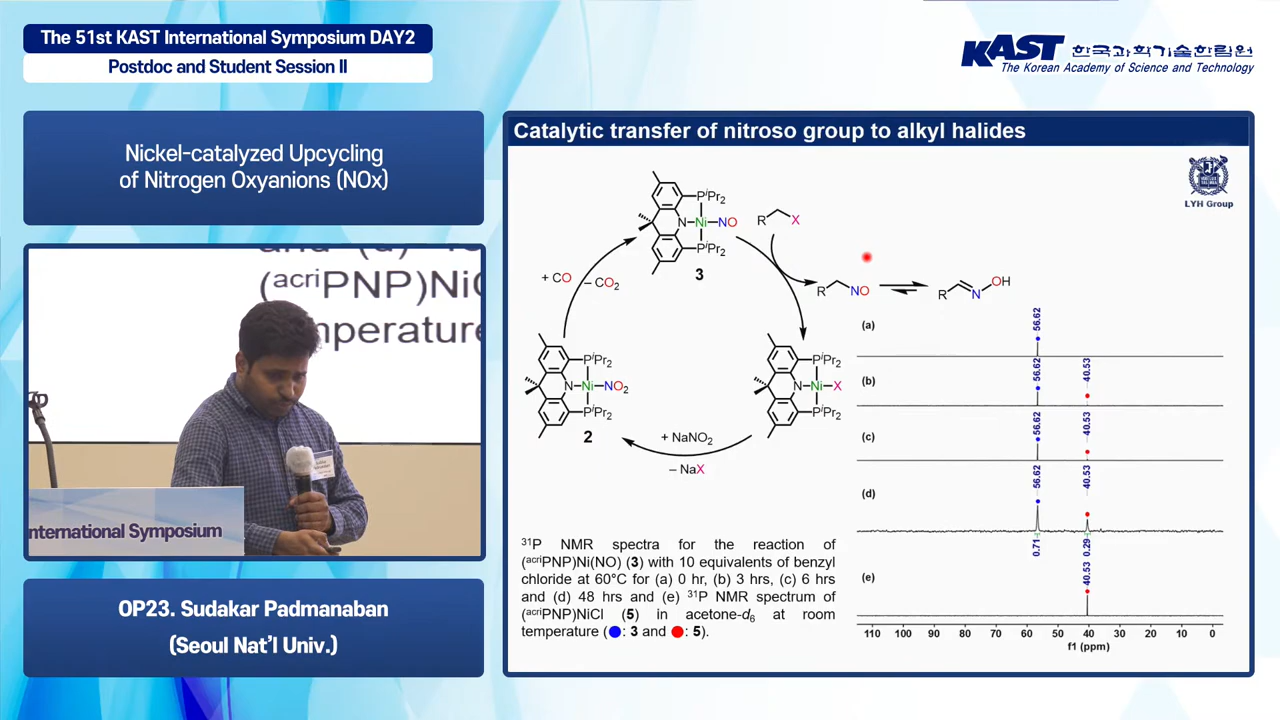 The 51st KAST International Symposium DAY2
Postdoc and Student Session II
KAST 한국과학기술한림원
The Korean Academy of Science and Technology
Nickel-catalyzed Upcycling
of Nitrogen Oxyanions (NOx)
(acriPNP)Ni
mperature
nternational Symposium
OP23. Sudakar Padmanaban
(Seoul Nat'l Univ.)
Catalytic transfer of nitroso group to alkyl halides
LYH Group
PiPr2
N Ni NO
PiPr2
3
R X
+ CO
– CO2
R NO
R N OH
PiPr2
N Ni NO2
PiPr2
2
PiPr2
N Ni X
PiPr2
+ NaNO2
– NaX
(a)
56.62
(b)
56.62
40.53
(c)
56.62
40.53
(d)
56.62
40.53
0.71
0.29
(e)
40.53
110 100 90 80 70 60 50 40 30 20 10 0
f1 (ppm)
31P NMR spectra for the reaction of
(acriPNP)Ni(NO) (3) with 10 equivalents of benzyl
chloride at 60°C for (a) 0 hr, (b) 3 hrs, (c) 6 hrs
and (d) 48 hrs and (e) 31P NMR spectrum of
(acriPNP)NiCl (5) in acetone-d6 at room
temperature (●: 3 and ●: 5).